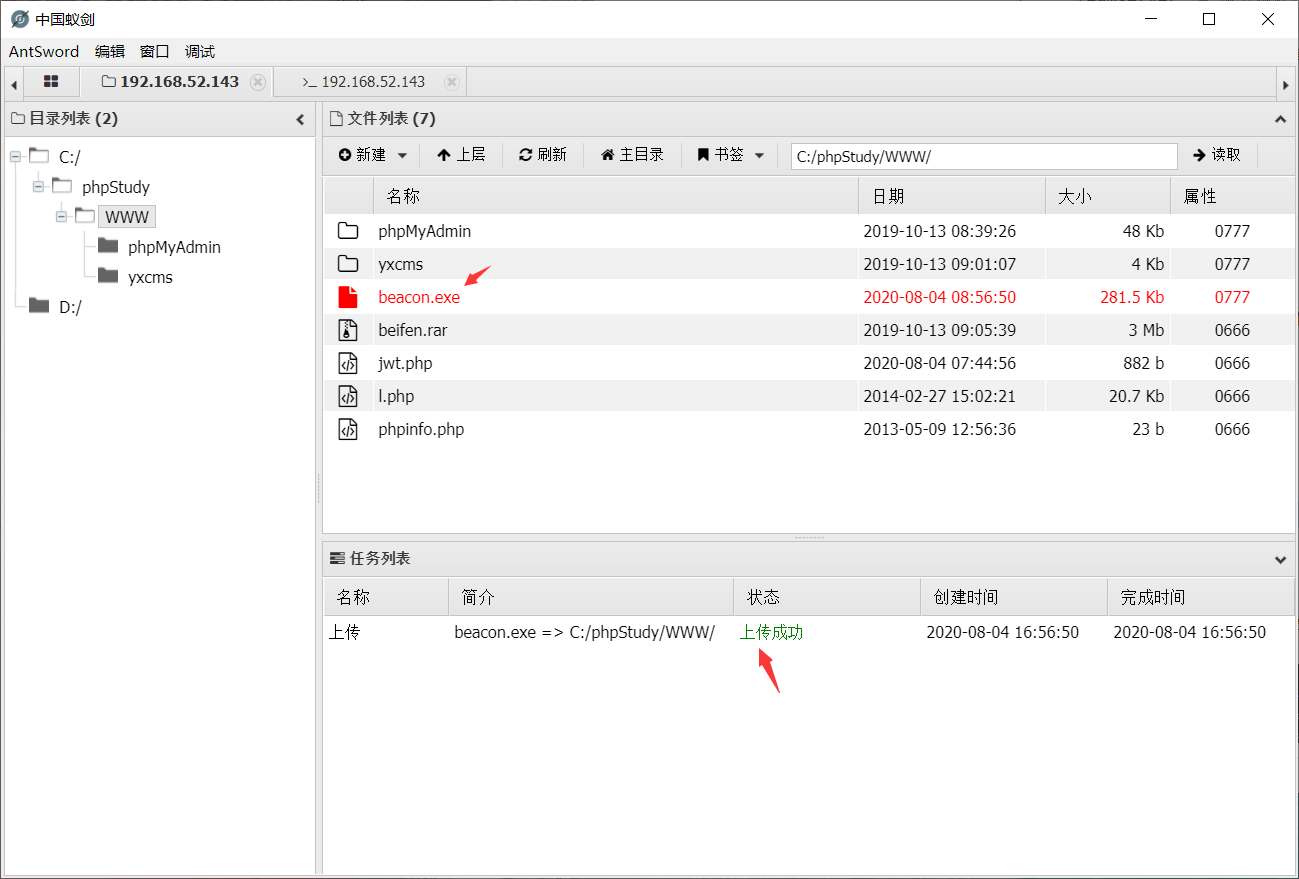 中国蚁剑
AntSword 编辑 窗口 调试
192.168.52.143 >_ 192.168.52.143
目录列表 (2)
C:/
phpStudy
WWW
phpMyAdmin
yxcms
D:/
文件列表 (7)
新建 上层 刷新 主目录 书签 C:/phpStudy/WWW/ 读取
名称 日期 大小 属性
phpMyAdmin 2019-10-13 08:39:26 48 Kb 0777
yxcms 2019-10-13 09:01:07 4 Kb 0777
beacon.exe 2020-08-04 08:56:50 281.5 Kb 0777
beifen.rar 2019-10-13 09:05:39 3 Mb 0666
jwt.php 2020-08-04 07:44:56 882 b 0666
l.php 2014-02-27 15:02:21 20.7 Kb 0666
phpinfo.php 2013-05-09 12:56:36 23 b 0666
任务列表
名称 简介 状态 创建时间 完成时间
上传 beacon.exe => C:/phpStudy/WWW/ 上传成功 2020-08-04 16:56:50 2020-08-04 16:56:50